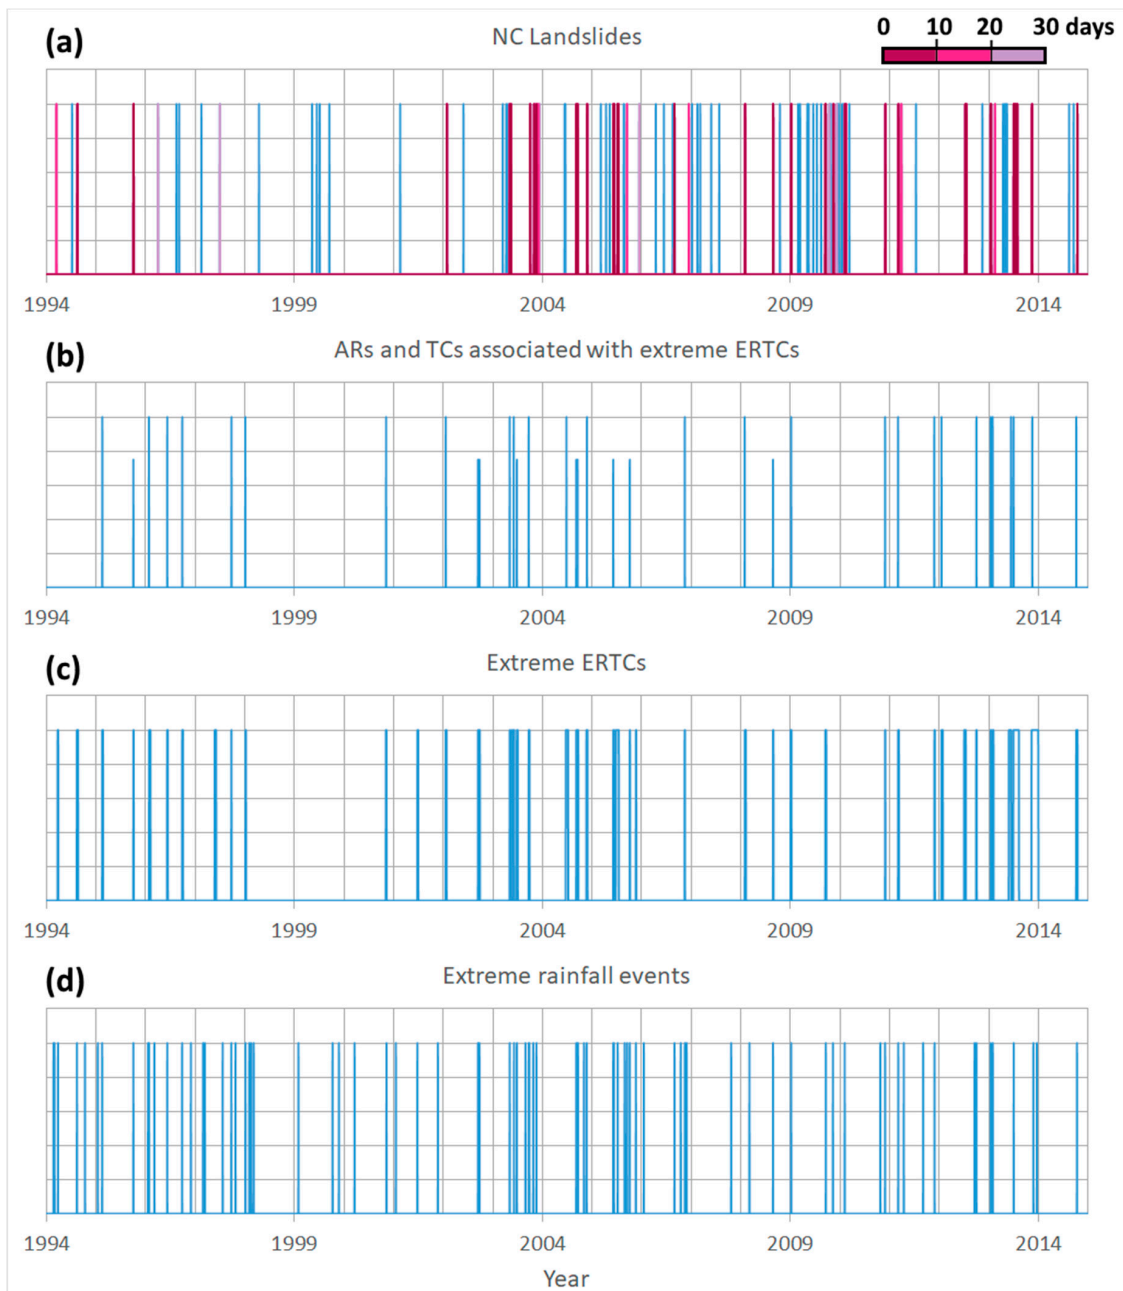 (a)
NC Landslides
0 10 20 30 days
1994 1999 2004 2009 2014
(b)
ARs and TCs associated with extreme ERTCs
1994 1999 2004 2009 2014
(c)
Extreme ERTCs
1994 1999 2004 2009 2014
(d)
Extreme rainfall events
1994 1999 2004 2009 2014
Year